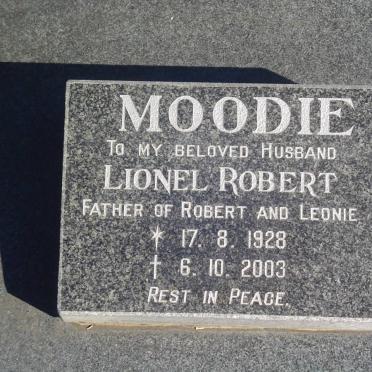 MOODIE
TO MY BELOVED HUSBAND
LIONEL ROBERT
FATHER OF ROBERT AND LEONIE
* 17. 8. 1928
† 6. 10. 2003
REST IN PEACE.